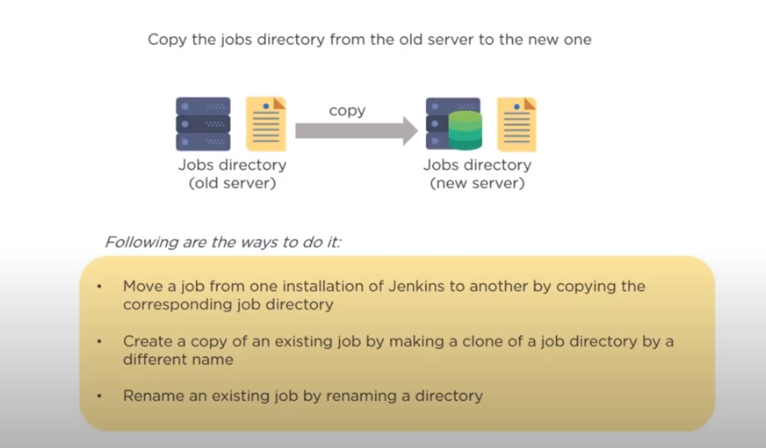 Copy the jobs directory from the old server to the new one
copy
Jobs directory
(old server)
Jobs directory
(new server)
Following are the ways to do it:
• Move a job from one installation of Jenkins to another by copying the
corresponding job directory
• Create a copy of an existing job by making a clone of a job directory by a
different name
• Rename an existing job by renaming a directory